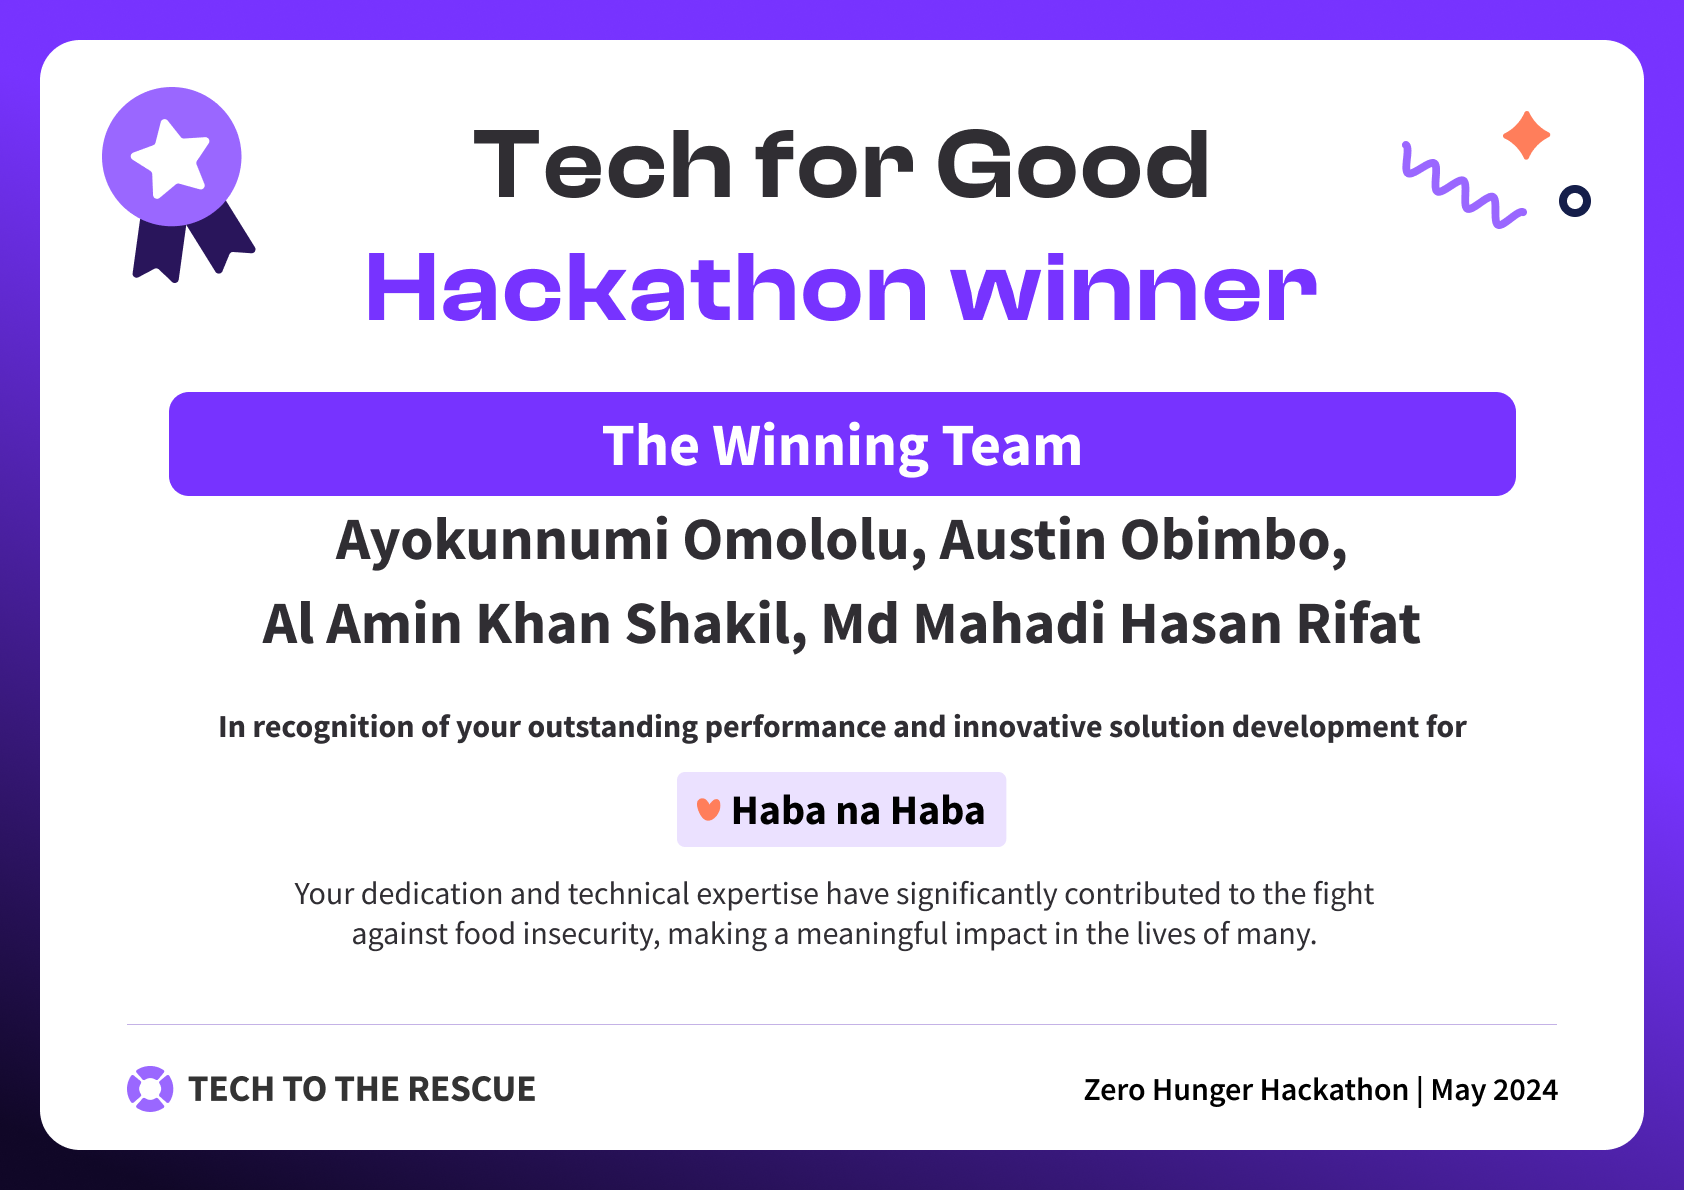 Tech for Good
Hackathon winner
The Winning Team
Ayokunnumi Omololu, Austin Obimbo,
Al Amin Khan Shakil, Md Mahadi Hasan Rifat
In recognition of your outstanding performance and innovative solution development for
Haba na Haba
Your dedication and technical expertise have significantly contributed to the fight
against food insecurity, making a meaningful impact in the lives of many.
TECH TO THE RESCUE
Zero Hunger Hackathon | May 2024